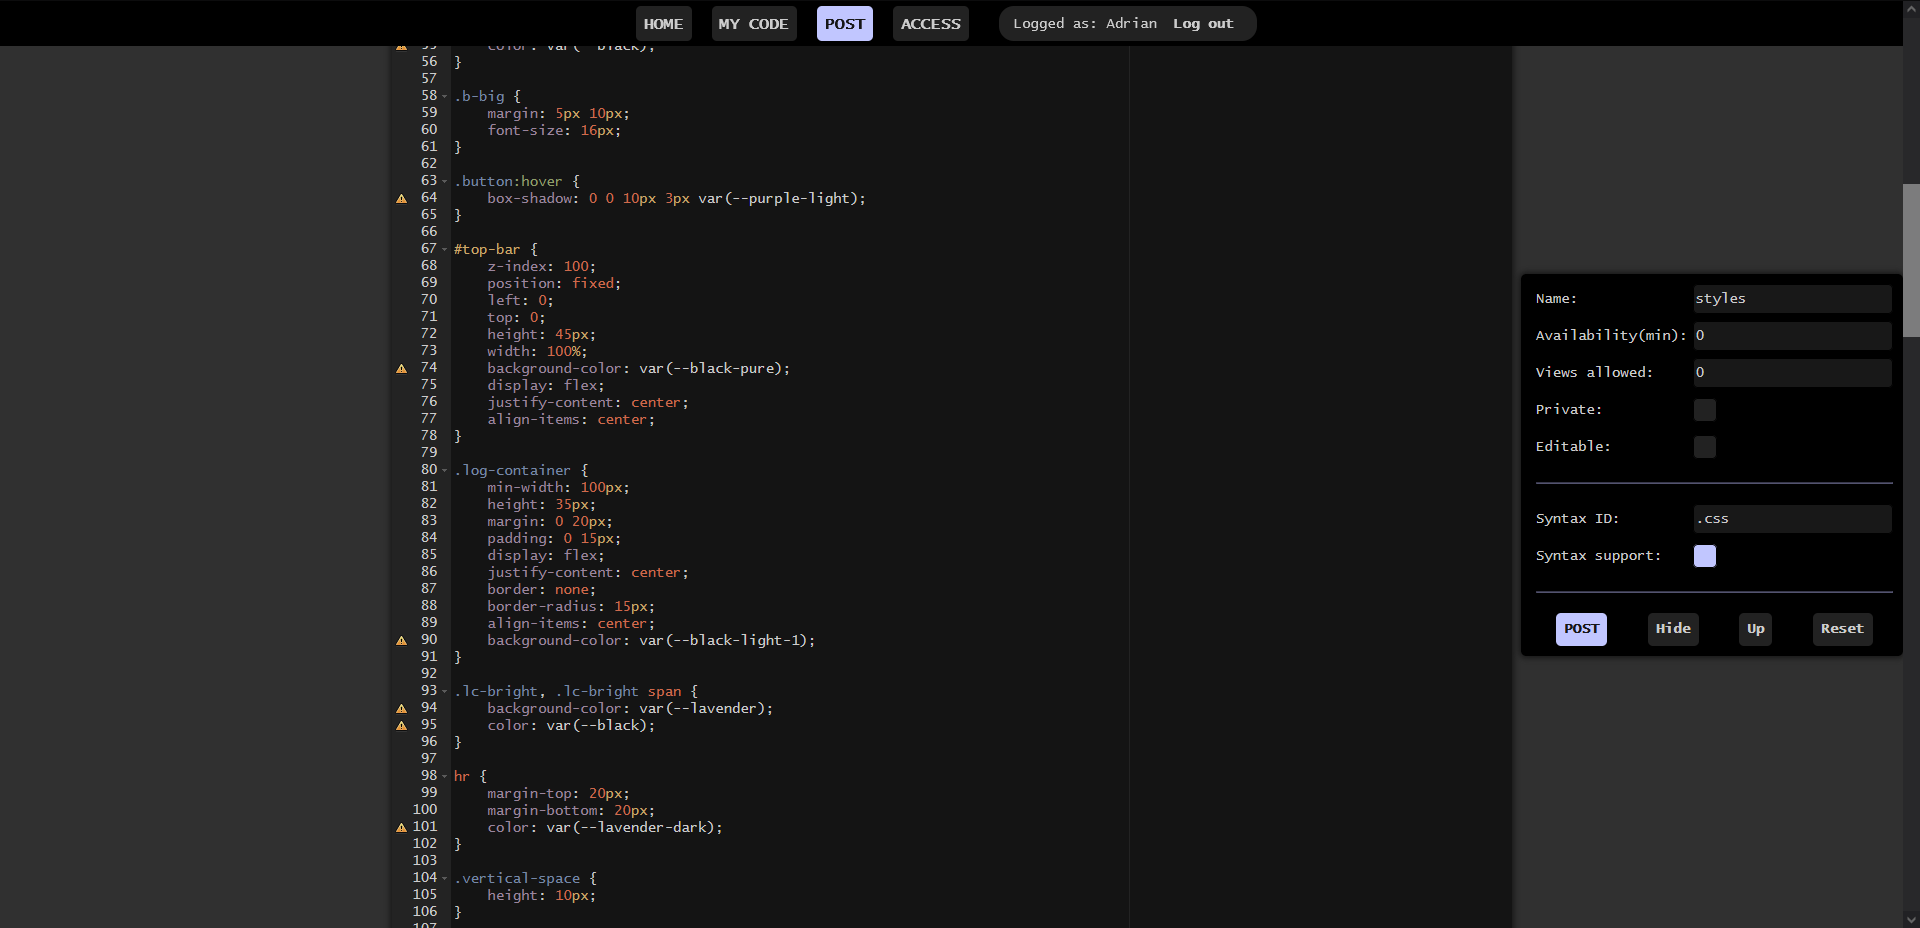 HOME MY CODE POST ACCESS Logged as: Adrian Log out
55 color: var(--black);
56 }
57
58 .b-big {
59 margin: 5px 10px;
60 font-size: 16px;
61 }
62
63 .button:hover {
64 box-shadow: 0 0 10px 3px var(--purple-light);
65 }
66
67 #top-bar {
68 z-index: 100;
69 position: fixed;
70 left: 0;
71 top: 0;
72 height: 45px;
73 width: 100%;
74 background-color: var(--black-pure);
75 display: flex;
76 justify-content: center;
77 align-items: center;
78 }
79
80 .log-container {
81 min-width: 100px;
82 height: 35px;
83 margin: 0 20px;
84 padding: 0 15px;
85 display: flex;
86 justify-content: center;
87 border: none;
88 border-radius: 15px;
89 align-items: center;
90 background-color: var(--black-light-1);
91 }
92
93 .lc-bright, .lc-bright span {
94 background-color: var(--lavender);
95 color: var(--black);
96 }
97
98 hr {
99 margin-top: 20px;
100 margin-bottom: 20px;
101 color: var(--lavender-dark);
102 }
103
104 .vertical-space {
105 height: 10px;
106 }
107
Name: styles
Availability(min): 0
Views allowed: 0
Private:
Editable:
Syntax ID: .css
Syntax support:
POST Hide Up Reset